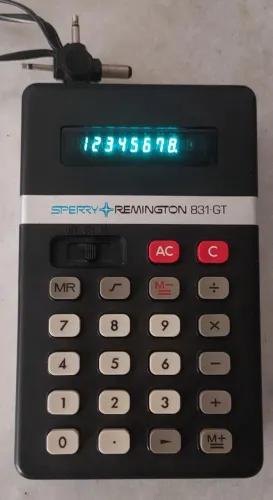 12345678.
SPERRY REMINGTON 831-GT
AC C
MR √ M= ÷
7 8 9 ×
4 5 6 −
1 2 3 +
0 . ► M±